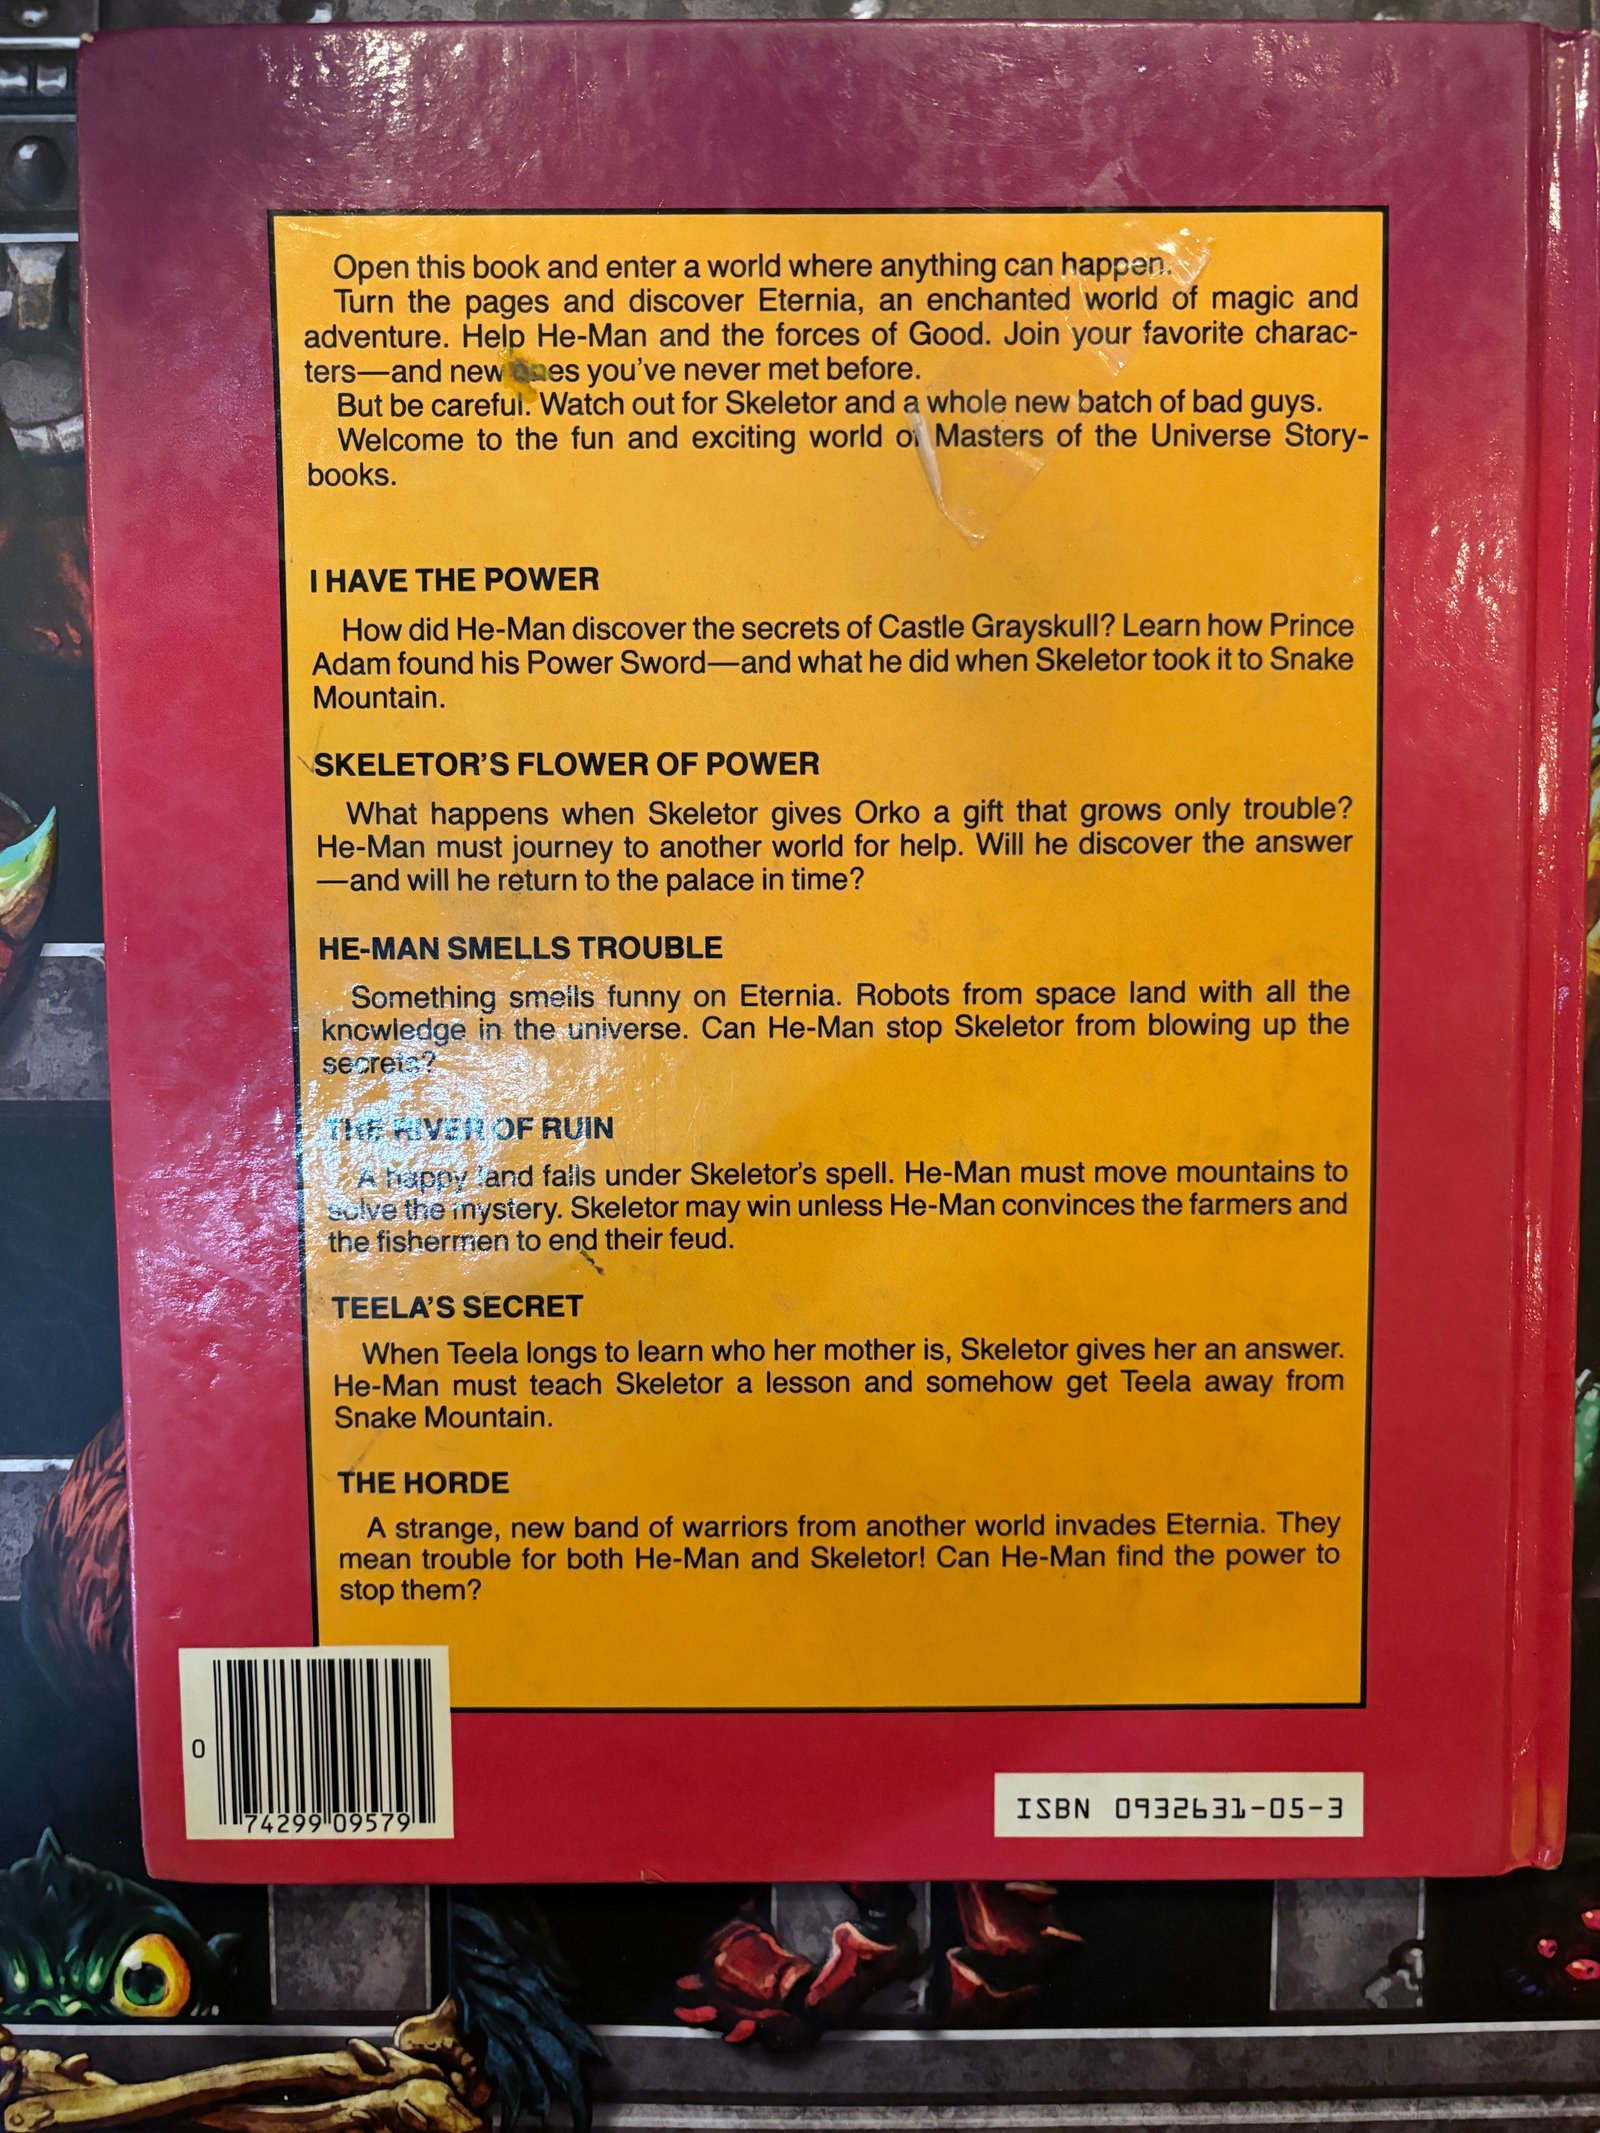 Open this book and enter a world where anything can happen.
Turn the pages and discover Eternia, an enchanted world of magic and
adventure. Help He-Man and the forces of Good. Join your favorite charac-
ters—and new ones you've never met before.
But be careful. Watch out for Skeletor and a whole new batch of bad guys.
Welcome to the fun and exciting world of Masters of the Universe Story-
books.
I HAVE THE POWER
How did He-Man discover the secrets of Castle Grayskull? Learn how Prince
Adam found his Power Sword—and what he did when Skeletor took it to Snake
Mountain.
SKELETOR'S FLOWER OF POWER
What happens when Skeletor gives Orko a gift that grows only trouble?
He-Man must journey to another world for help. Will he discover the answer
—and will he return to the palace in time?
HE-MAN SMELLS TROUBLE
Something smells funny on Eternia. Robots from space land with all the
knowledge in the universe. Can He-Man stop Skeletor from blowing up the
secrets?
THE RIVER OF RUIN
A happy land falls under Skeletor's spell. He-Man must move mountains to
solve the mystery. Skeletor may win unless He-Man convinces the farmers and
the fishermen to end their feud.
TEELA'S SECRET
When Teela longs to learn who her mother is, Skeletor gives her an answer.
He-Man must teach Skeletor a lesson and somehow get Teela away from
Snake Mountain.
THE HORDE
A strange, new band of warriors from another world invades Eternia. They
mean trouble for both He-Man and Skeletor! Can He-Man find the power to
stop them?
0 74299 09579
ISBN 0932631-05-3